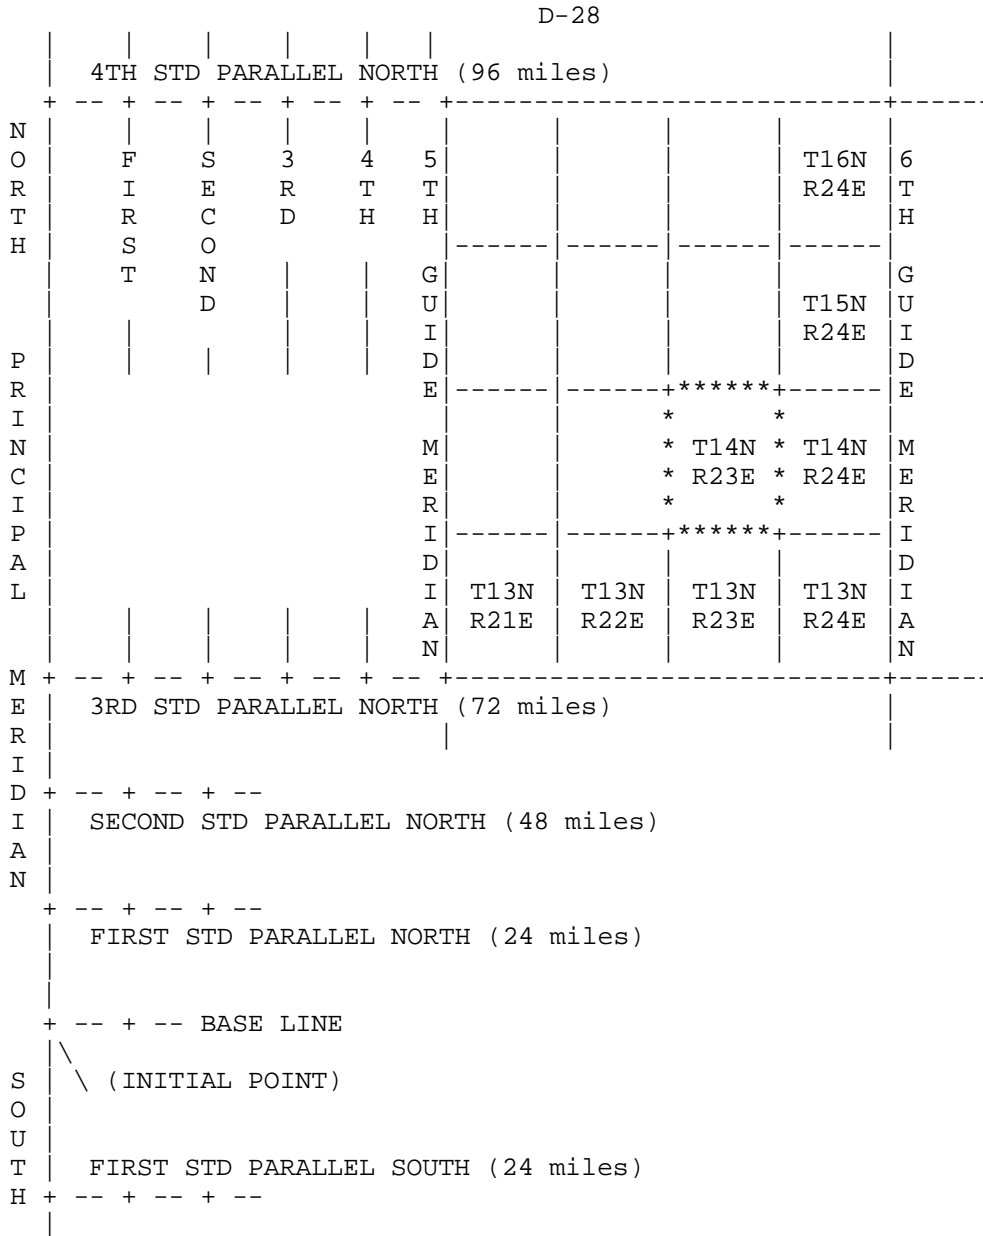 D-28
4TH STD PARALLEL NORTH (96 miles)
NORTH PRINCIPAL MERIDIAN SOUTH
FIRST
SECOND
3RD
4TH
5TH GUIDE MERIDIAN
6TH GUIDE MERIDIAN
T16N
R24E
T15N
R24E
T14N T14N
R23E R24E
T13N T13N T13N T13N
R21E R22E R23E R24E
3RD STD PARALLEL NORTH (72 miles)
SECOND STD PARALLEL NORTH (48 miles)
FIRST STD PARALLEL NORTH (24 miles)
BASE LINE
(INITIAL POINT)
FIRST STD PARALLEL SOUTH (24 miles)